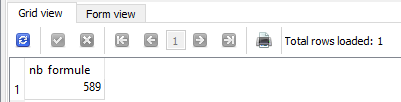 Grid view Form view
1 Total rows loaded: 1
nb formule
1 589